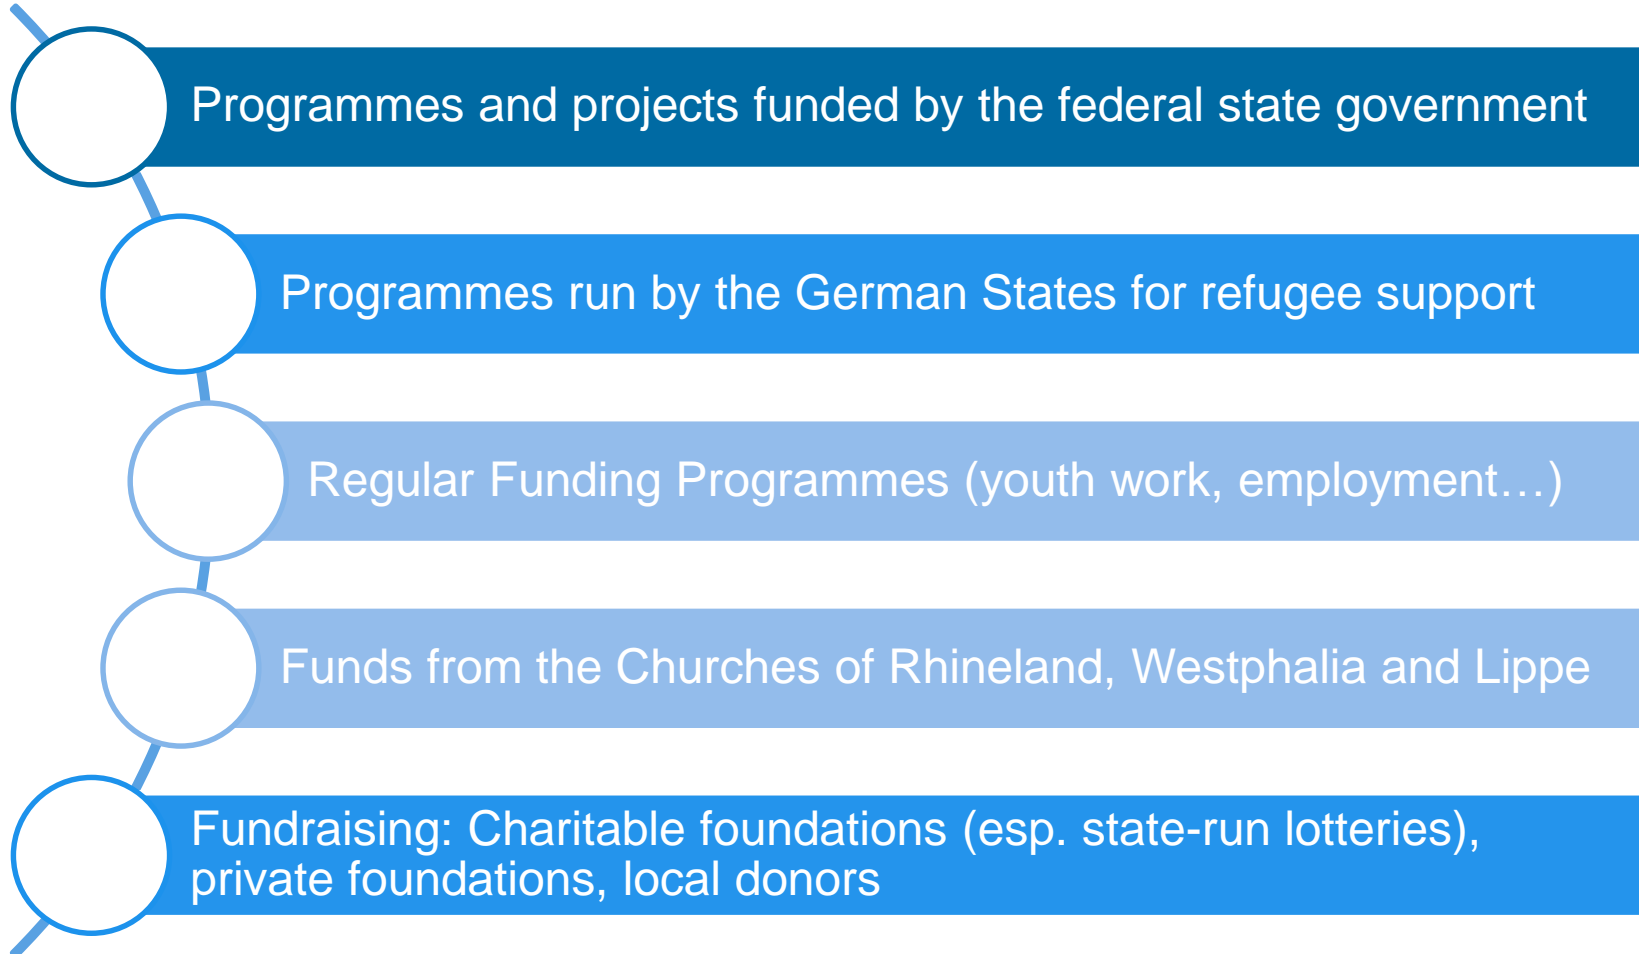 Programmes and projects funded by the federal state government
Programmes run by the German States for refugee support
Regular Funding Programmes (youth work, employment…)
Funds from the Churches of Rhineland, Westphalia and Lippe
Fundraising: Charitable foundations (esp. state-run lotteries),
private foundations, local donors